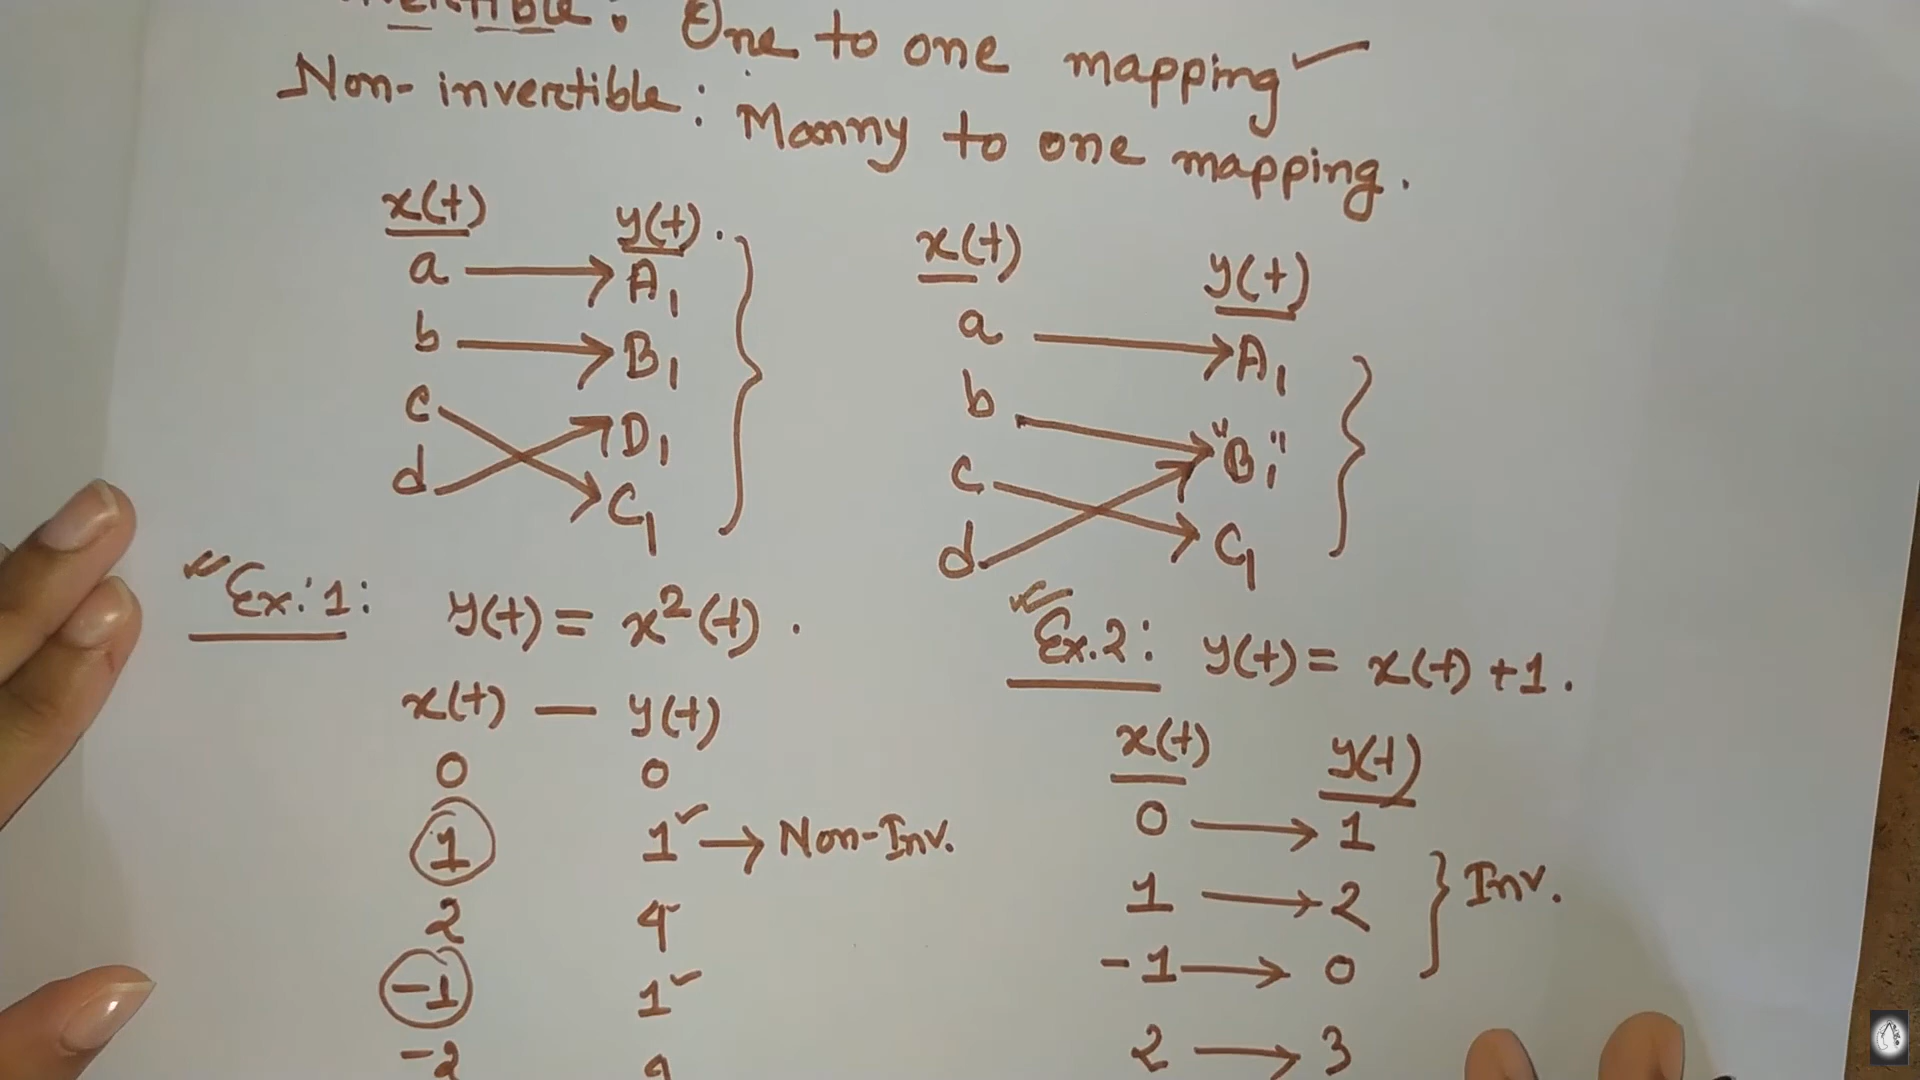 One to one mapping ✓
Non-invertible: Manny to one mapping.
x(t) y(t).
a → A1
b → B1
c D1
d C1
x(t) y(t)
a → A1
b "B1"
c C1
d
Ex:1: y(t) = x²(t).
x(t) — y(t)
0 0
1 1 ✓ → Non-Inv.
2 4
-1 1 ✓
-2
Ex.2: y(t) = x(t) +1.
x(t) y(t)
0 → 1
1 → 2
-1 → 0
} Inv.
2 → 3